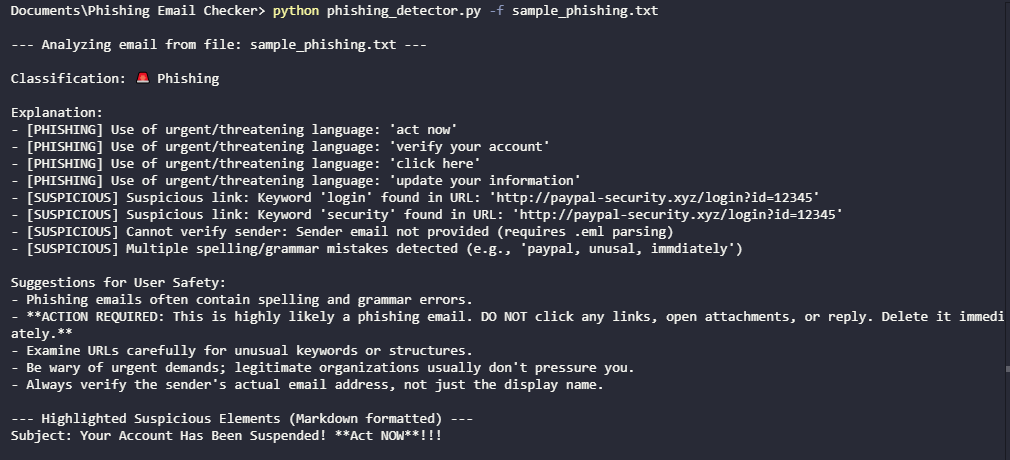 Documents\Phishing Email Checker> python phishing_detector.py -f sample_phishing.txt
--- Analyzing email from file: sample_phishing.txt ---
Classification: 🚨 Phishing
Explanation:
- [PHISHING] Use of urgent/threatening language: 'act now'
- [PHISHING] Use of urgent/threatening language: 'verify your account'
- [PHISHING] Use of urgent/threatening language: 'click here'
- [PHISHING] Use of urgent/threatening language: 'update your information'
- [SUSPICIOUS] Suspicious link: Keyword 'login' found in URL: 'http://paypal-security.xyz/login?id=12345'
- [SUSPICIOUS] Suspicious link: Keyword 'security' found in URL: 'http://paypal-security.xyz/login?id=12345'
- [SUSPICIOUS] Cannot verify sender: Sender email not provided (requires .eml parsing)
- [SUSPICIOUS] Multiple spelling/grammar mistakes detected (e.g., 'paypal, unusal, immdiately')
Suggestions for User Safety:
- Phishing emails often contain spelling and grammar errors.
- **ACTION REQUIRED: This is highly likely a phishing email. DO NOT click any links, open attachments, or reply. Delete it immedi
ately.**
- Examine URLs carefully for unusual keywords or structures.
- Be wary of urgent demands; legitimate organizations usually don't pressure you.
- Always verify the sender's actual email address, not just the display name.
--- Highlighted Suspicious Elements (Markdown formatted) ---
Subject: Your Account Has Been Suspended! **Act NOW**!!!